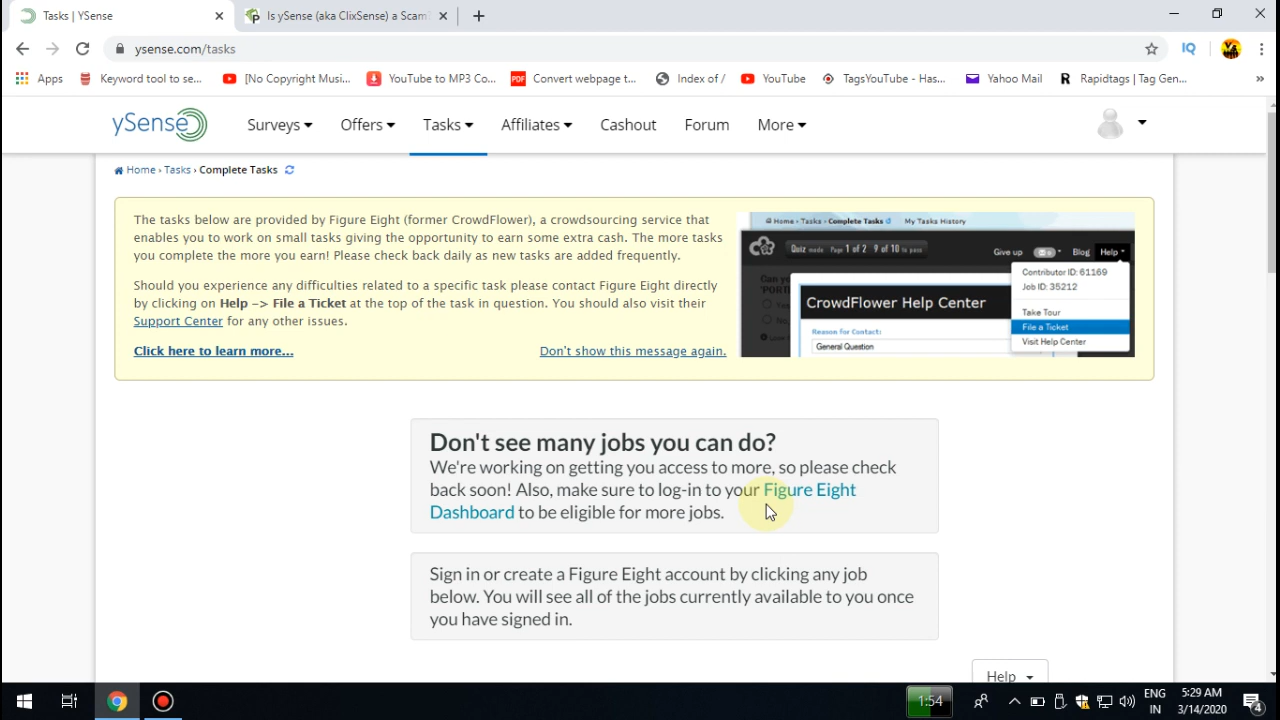 Tasks | YSense
Is ySense (aka ClixSense) a Scam
ysense.com/tasks
IQ
Apps
Keyword tool to se...
[No Copyright Musi...
YouTube to MP3 Co...
PDF
Convert webpage t...
Index of /
YouTube
TagsYouTube - Has...
Yahoo Mail
R
Rapidtags | Tag Gen...
»
ySense
Surveys
Offers
Tasks
Affiliates
Cashout
Forum
More
Home › Tasks › Complete Tasks
The tasks below are provided by Figure Eight (former CrowdFlower), a crowdsourcing service that
enables you to work on small tasks giving the opportunity to earn some extra cash. The more tasks
you complete the more you earn! Please check back daily as new tasks are added frequently.
Should you experience any difficulties related to a specific task please contact Figure Eight directly
by clicking on Help –> File a Ticket at the top of the task in question. You should also visit their
Support Center for any other issues.
Click here to learn more...
Don't show this message again.
Home › Tasks › Complete Tasks
My Tasks History
Quiz mode Page 1 of 2 9 of 10 to pass
Give up
Blog
Help
Contributor ID: 61169
Job ID: 35212
Take Tour
File a Ticket
Visit Help Center
CrowdFlower Help Center
Reason for Contact:
General Question
Don't see many jobs you can do?
We're working on getting you access to more, so please check
back soon! Also, make sure to log-in to your Figure Eight
Dashboard to be eligible for more jobs.
Sign in or create a Figure Eight account by clicking any job
below. You will see all of the jobs currently available to you once
you have signed in.
Help
1:54
ENG
IN
5:29 AM
3/14/2020
4